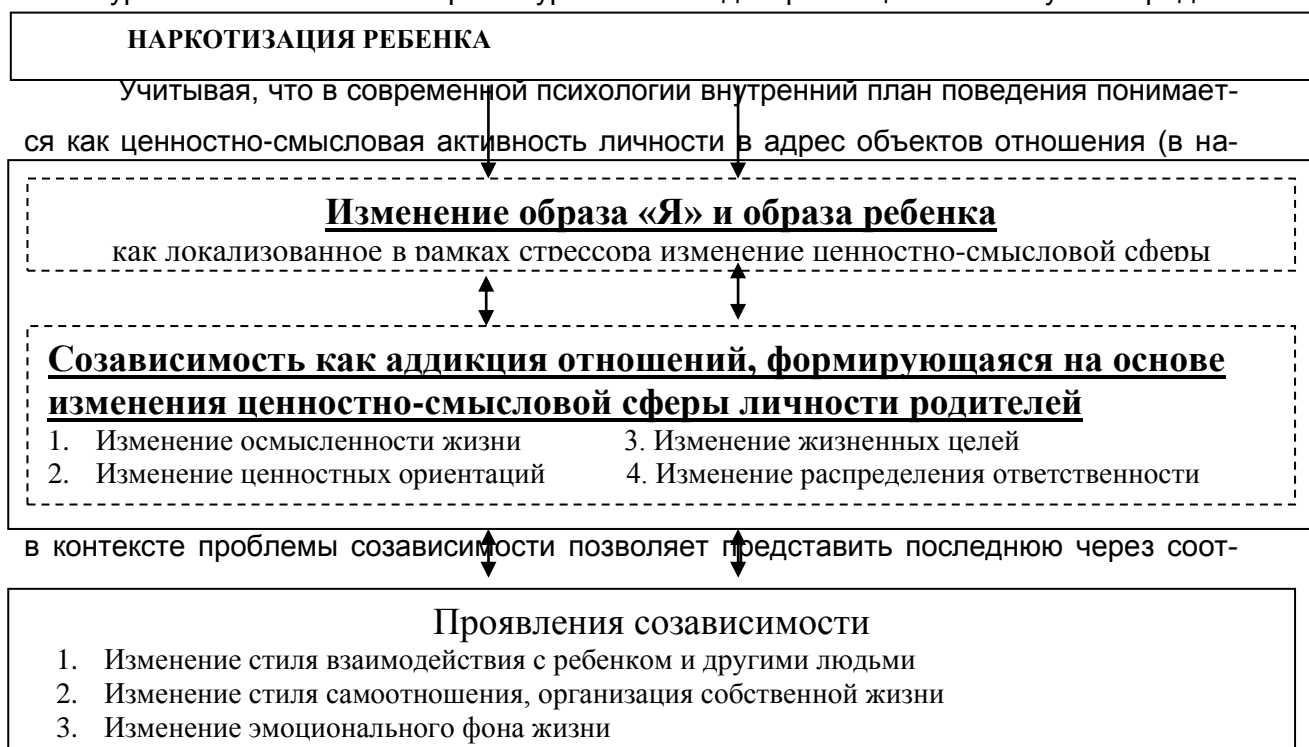 НАРКОТИЗАЦИЯ РЕБЕНКА
Учитывая, что в современной психологии внутренний план поведения понимает-
ся как ценностно-смысловая активность личности в адрес объектов отношения (в на-
Изменение образа «Я» и образа ребенка
как локализованное в рамках стрессора изменение ценностно-смысловой сферы
Созависимость как аддикция отношений, формирующаяся на основе
изменения ценностно-смысловой сферы личности родителей
1. Изменение осмысленности жизни 3. Изменение жизненных целей
2. Изменение ценностных ориентаций 4. Изменение распределения ответственности
в контексте проблемы созависимости позволяет представить последнюю через соот-
Проявления созависимости
1. Изменение стиля взаимодействия с ребенком и другими людьми
2. Изменение стиля самоотношения, организация собственной жизни
3. Изменение эмоционального фона жизни